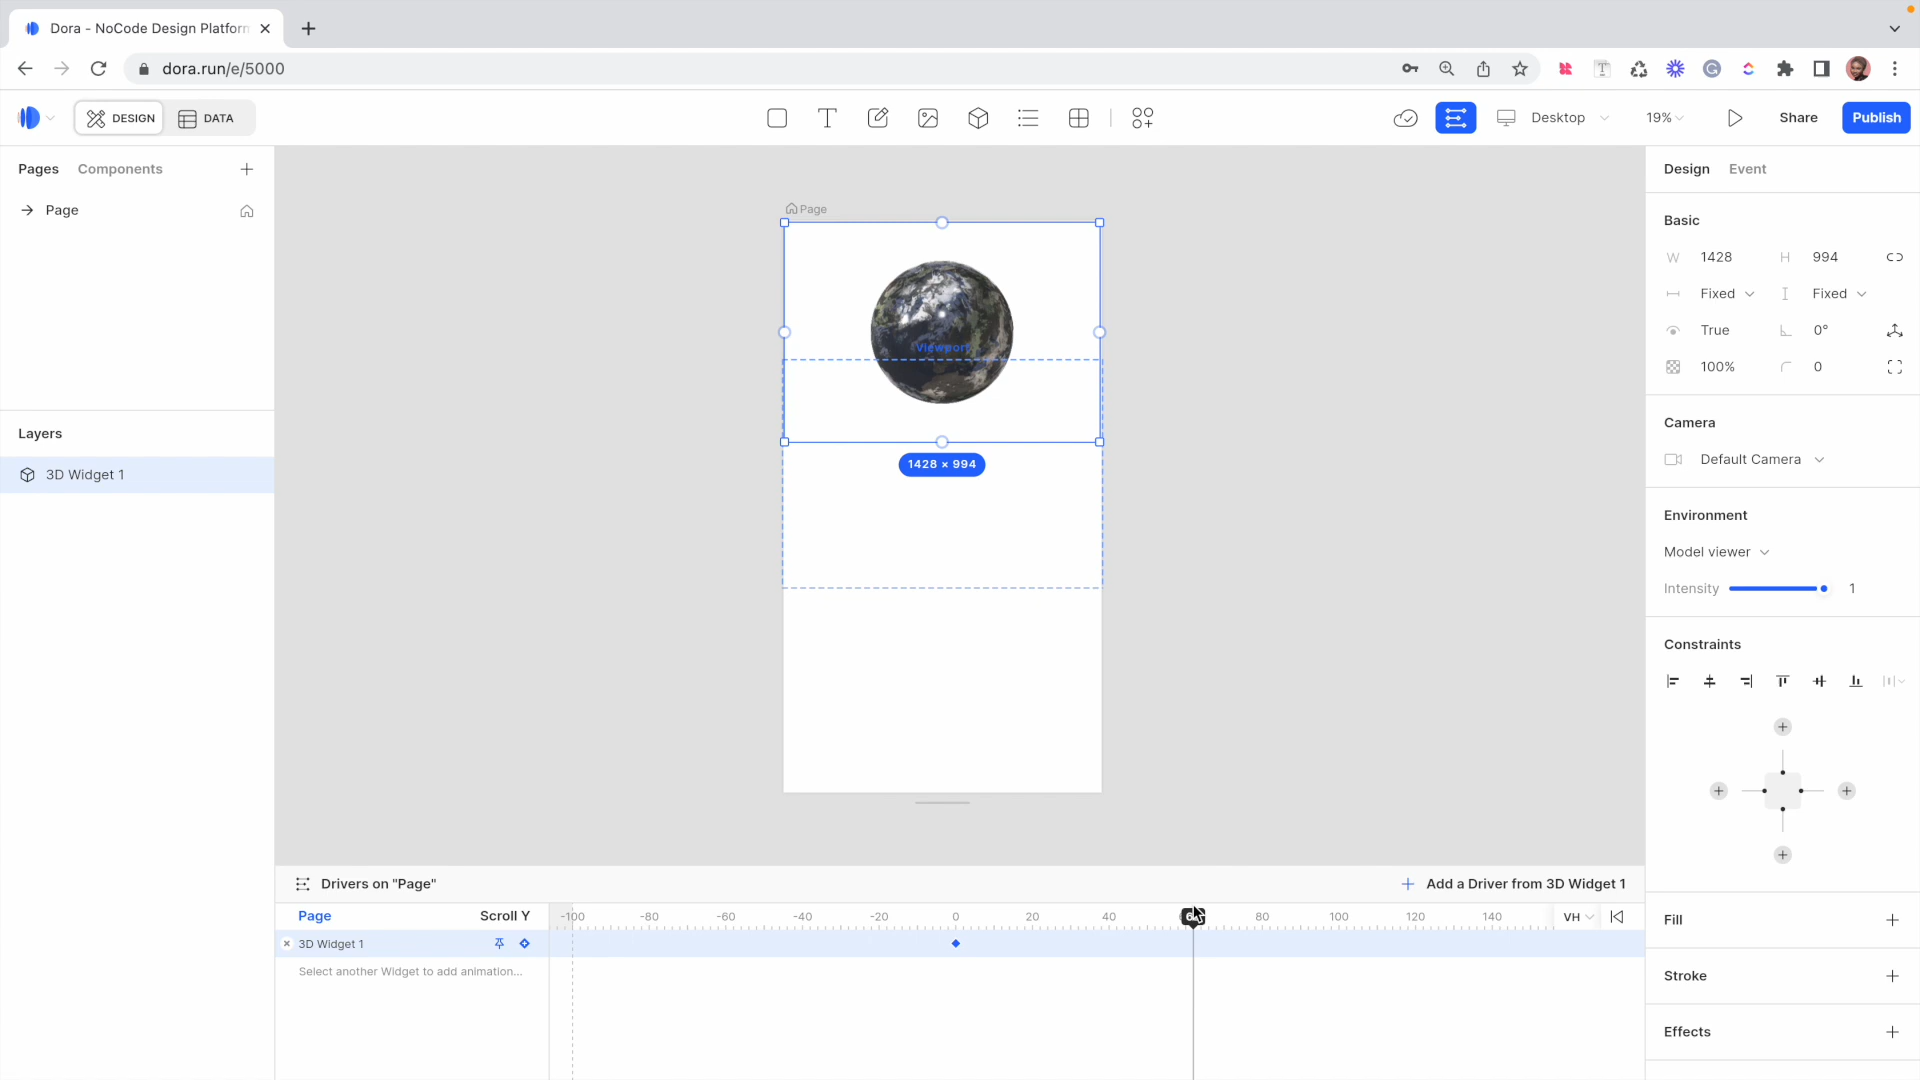 Dora - NoCode Design Platforr
dora.run/e/5000
DESIGN
DATA
Desktop
19%
Share
Publish
Pages
Components
Page
Layers
3D Widget 1
Page
Viewport
1428 × 994
Design
Event
Basic
W 1428
H 994
Fixed
Fixed
True
0°
100%
0
Camera
Default Camera
Environment
Model viewer
Intensity
1
Constraints
Fill
Stroke
Effects
Drivers on "Page"
Add a Driver from 3D Widget 1
Page
Scroll Y
-100 -80 -60 -40 -20 0 20 40 80 100 120 140
VH
3D Widget 1
Select another Widget to add animation...